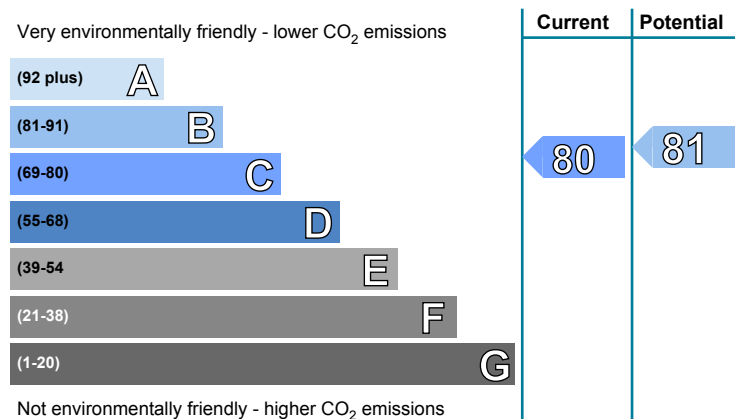 Very environmentally friendly - lower CO2 emissions
Current
Potential
(92 plus) A
(81-91) B
(69-80) C
(55-68) D
(39-54 E
(21-38) F
(1-20) G
80
81
Not environmentally friendly - higher CO2 emissions